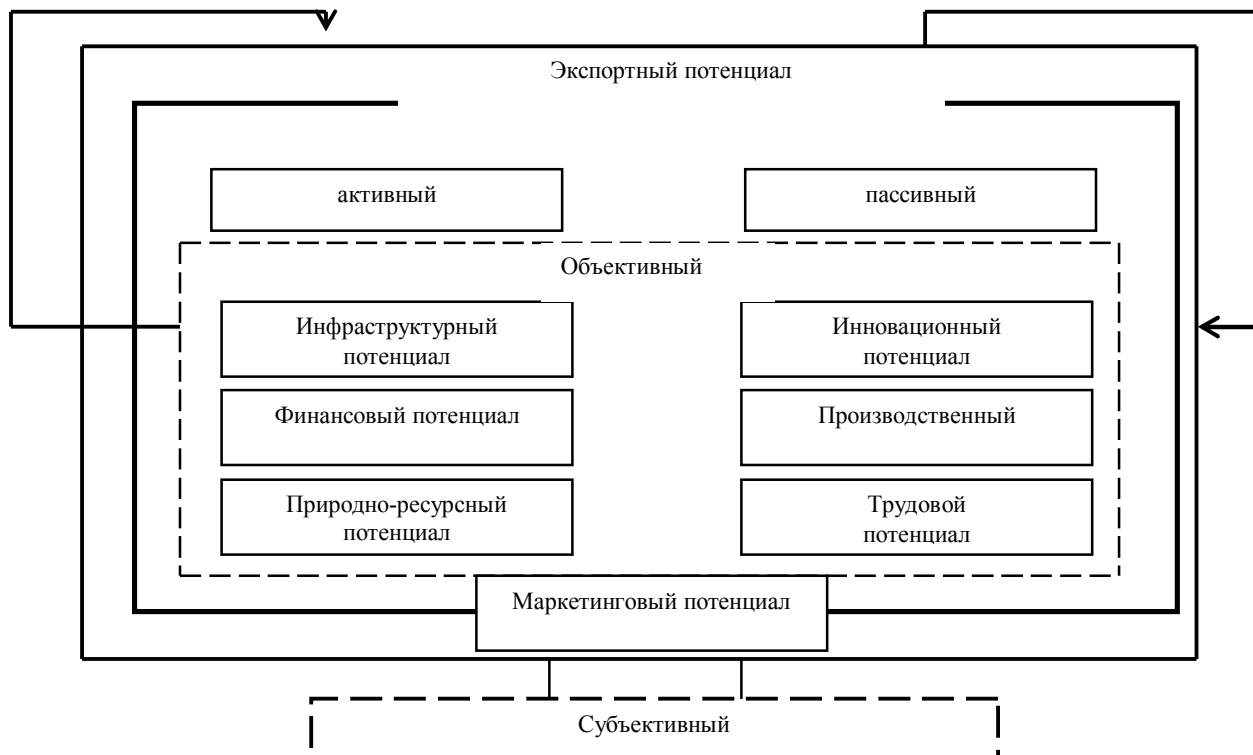 Экспортный потенциал
активный
пассивный
Объективный
Инфраструктурный
потенциал
Инновационный
потенциал
Финансовый потенциал
Производственный
Природно-ресурсный
потенциал
Трудовой
потенциал
Маркетинговый потенциал
Субъективный